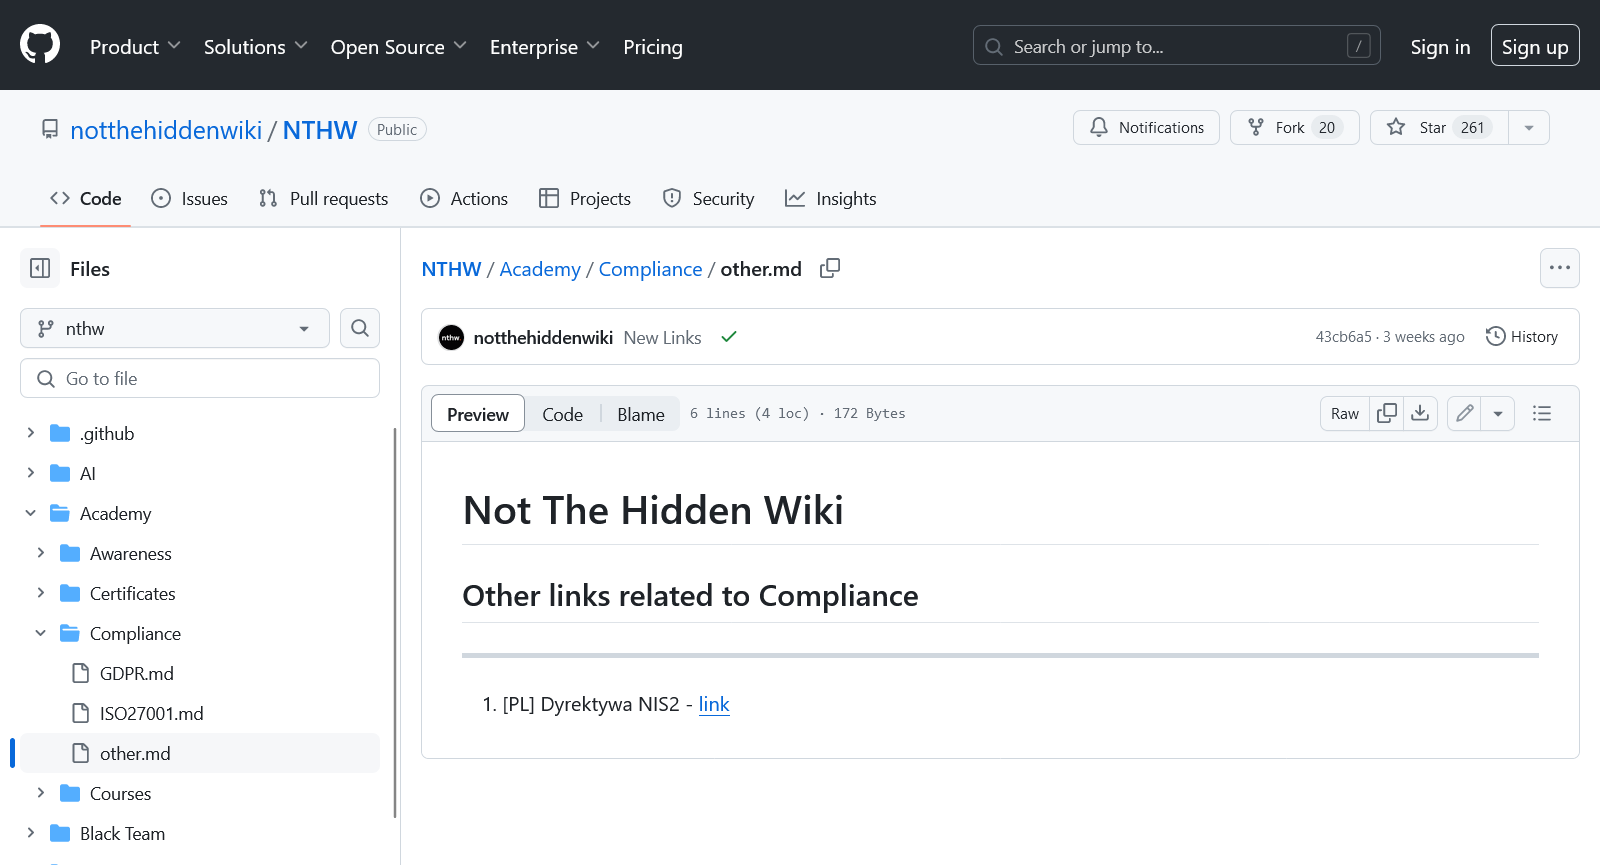 Product
Solutions
Open Source
Enterprise
Pricing
Search or jump to...
/
Sign in
Sign up
notthehiddenwiki / NTHW
Public
Notifications
Fork 20
Star 261
Code
Issues
Pull requests
Actions
Projects
Security
Insights
Files
nthw
Go to file
.github
AI
Academy
Awareness
Certificates
Compliance
GDPR.md
ISO27001.md
other.md
Courses
Black Team
NTHW / Academy / Compliance / other.md
nthw
notthehiddenwiki New Links
43cb6a5 · 3 weeks ago
History
Preview
Code
Blame
6 lines (4 loc) · 172 Bytes
Raw
Not The Hidden Wiki
Other links related to Compliance
1. [PL] Dyrektywa NIS2 - link